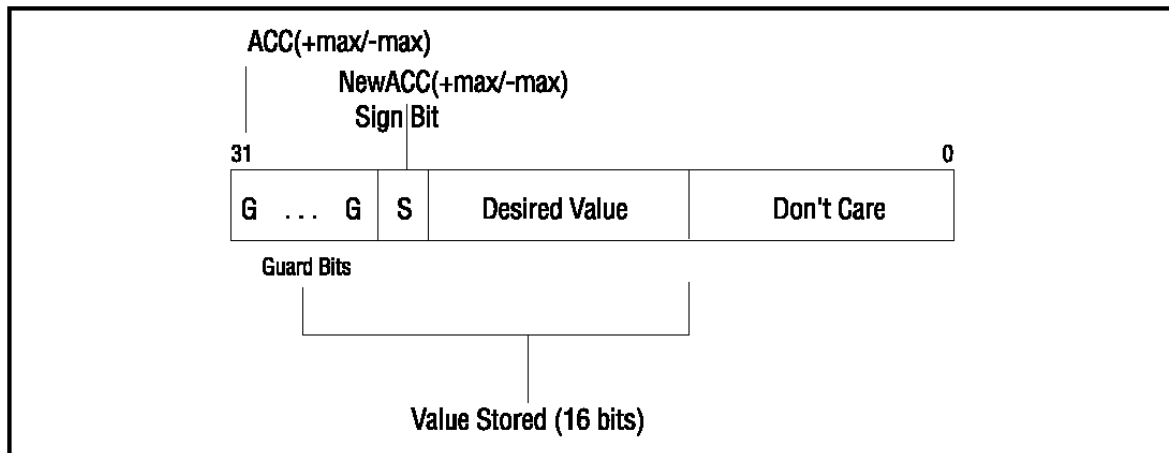 ACC(+max/-max)
NewACC(+max/-max)
Sign Bit
31 0
G ... G S Desired Value Don't Care
Guard Bits
Value Stored (16 bits)